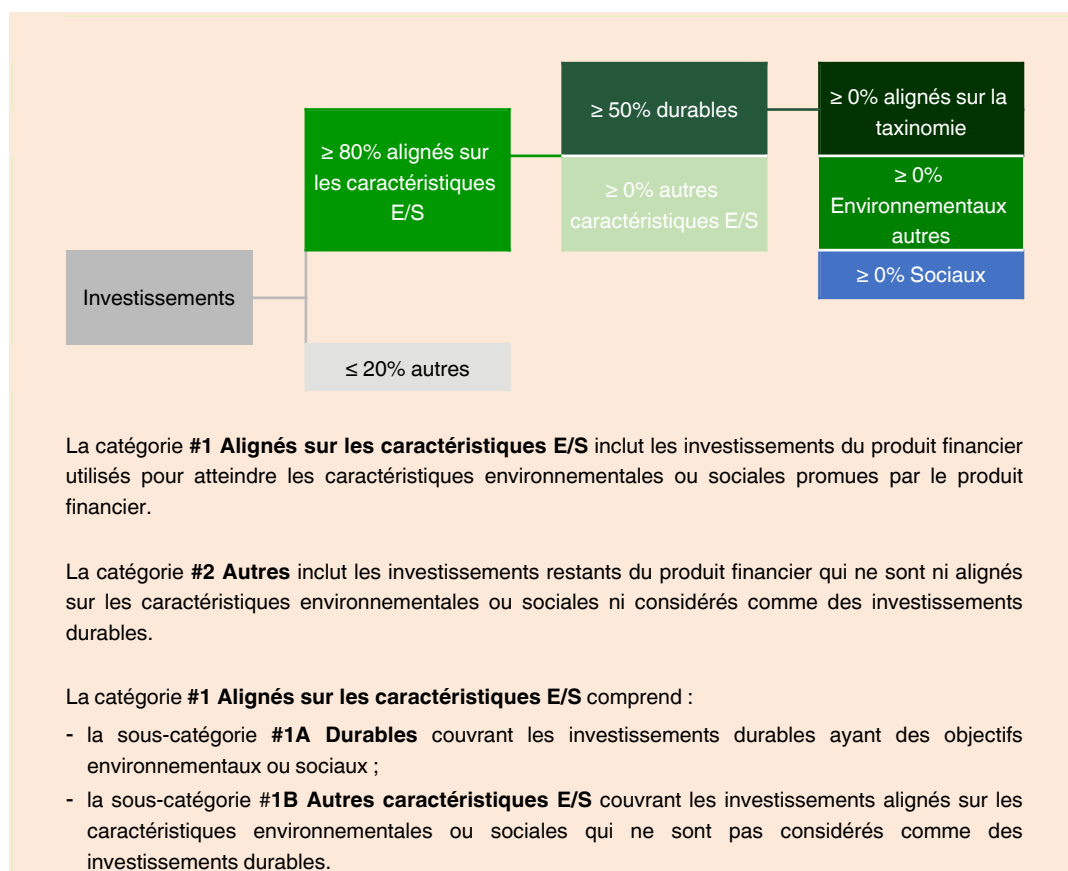 ≥ 50% durables
≥ 0% alignés sur la
taxinomie
≥ 80% alignés sur
les caractéristiques
E/S
≥ 0% autres
caractéristiques E/S
≥ 0%
Environnementaux
autres
≥ 0% Sociaux
Investissements
≤ 20% autres
La catégorie #1 Alignés sur les caractéristiques E/S inclut les investissements du produit financier
utilisés pour atteindre les caractéristiques environnementales ou sociales promues par le produit
financier.
La catégorie #2 Autres inclut les investissements restants du produit financier qui ne sont ni alignés
sur les caractéristiques environnementales ou sociales ni considérés comme des investissements
durables.
La catégorie #1 Alignés sur les caractéristiques E/S comprend :
- la sous-catégorie #1A Durables couvrant les investissements durables ayant des objectifs
environnementaux ou sociaux ;
- la sous-catégorie #1B Autres caractéristiques E/S couvrant les investissements alignés sur les
caractéristiques environnementales ou sociales qui ne sont pas considérés comme des
investissements durables.